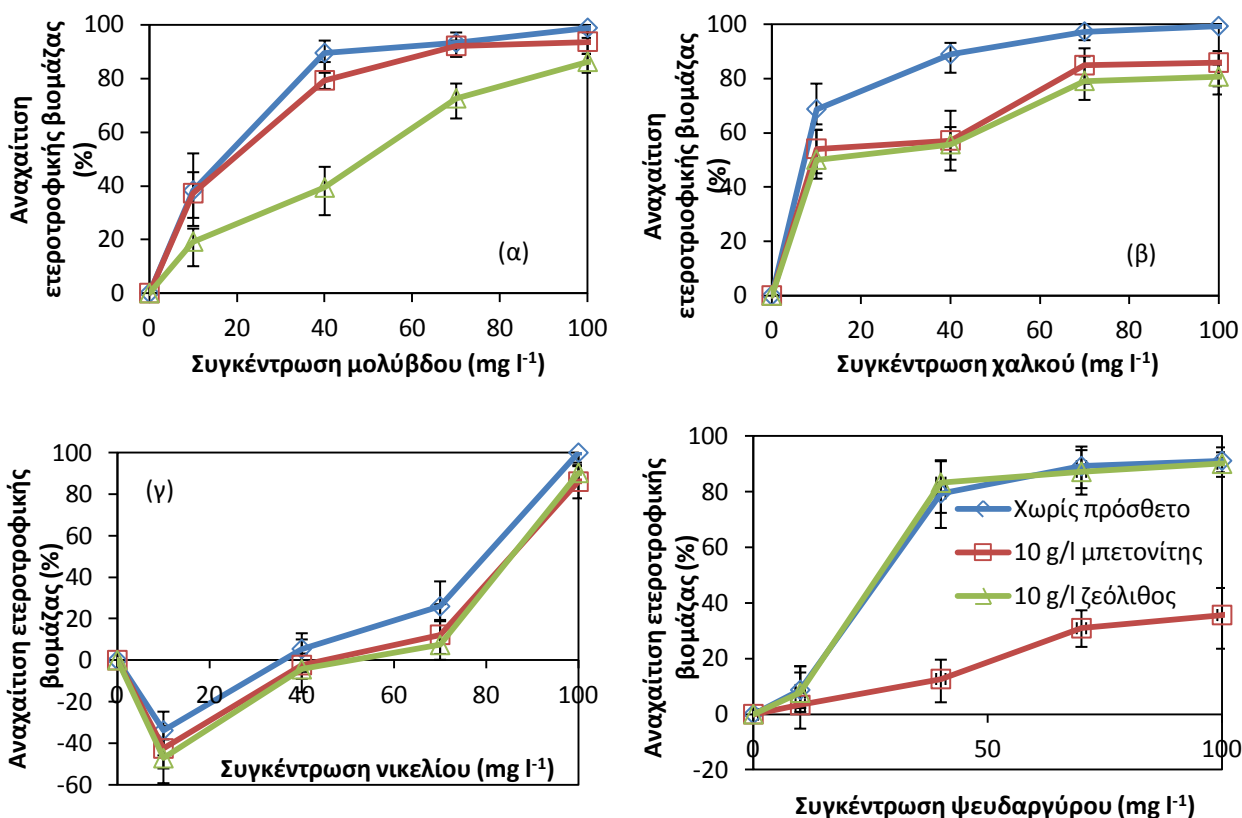 Αναχαίτιση
ετεροτροφικής βιομάζας
(%)
100
80
60
40
20
0
(α)
0 20 40 60 80 100
Συγκέντρωση μολύβδου (mg l-1)
Αναχαίτιση
ετεροτριοφικής βιομάζας
(%)
100
80
60
40
20
0
(β)
0 20 40 60 80 100
Συγκέντρωση χαλκού (mg l-1)
Αναχαίτιση ετεροτροφικής
βιομάζας (%)
100
80
60
40
20
0
-20
-40
-60
(γ)
0 20 40 60 80 100
Συγκέντρωση νικελίου (mg l-1)
Αναχαίτιση ετεροτροφικής
βιομάζας (%)
100
80
60
40
20
0
-20
Χωρίς πρόσθετο
10 g/l μπετονίτης
10 g/l ζεόλιθος
0 50 100
Συγκέντρωση ψευδαργύρου (mg l-1)